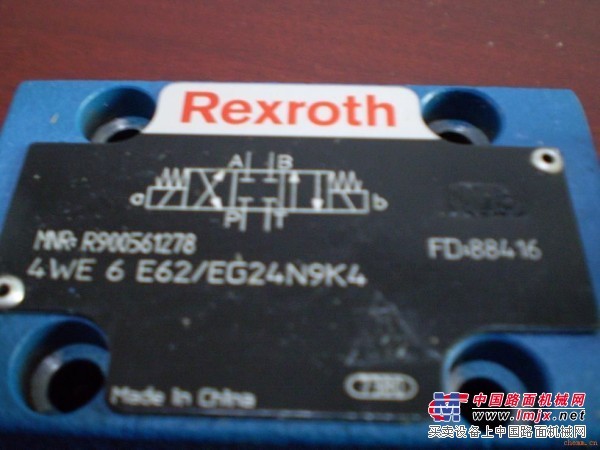 Rexroth
A B
a b
P T
MNR: R900561278
FD:88416
4WE 6 E62/EG24N9K4
Made in China
7380
中国路面机械网
www.lmjx.net
买卖设备上中国路面机械网